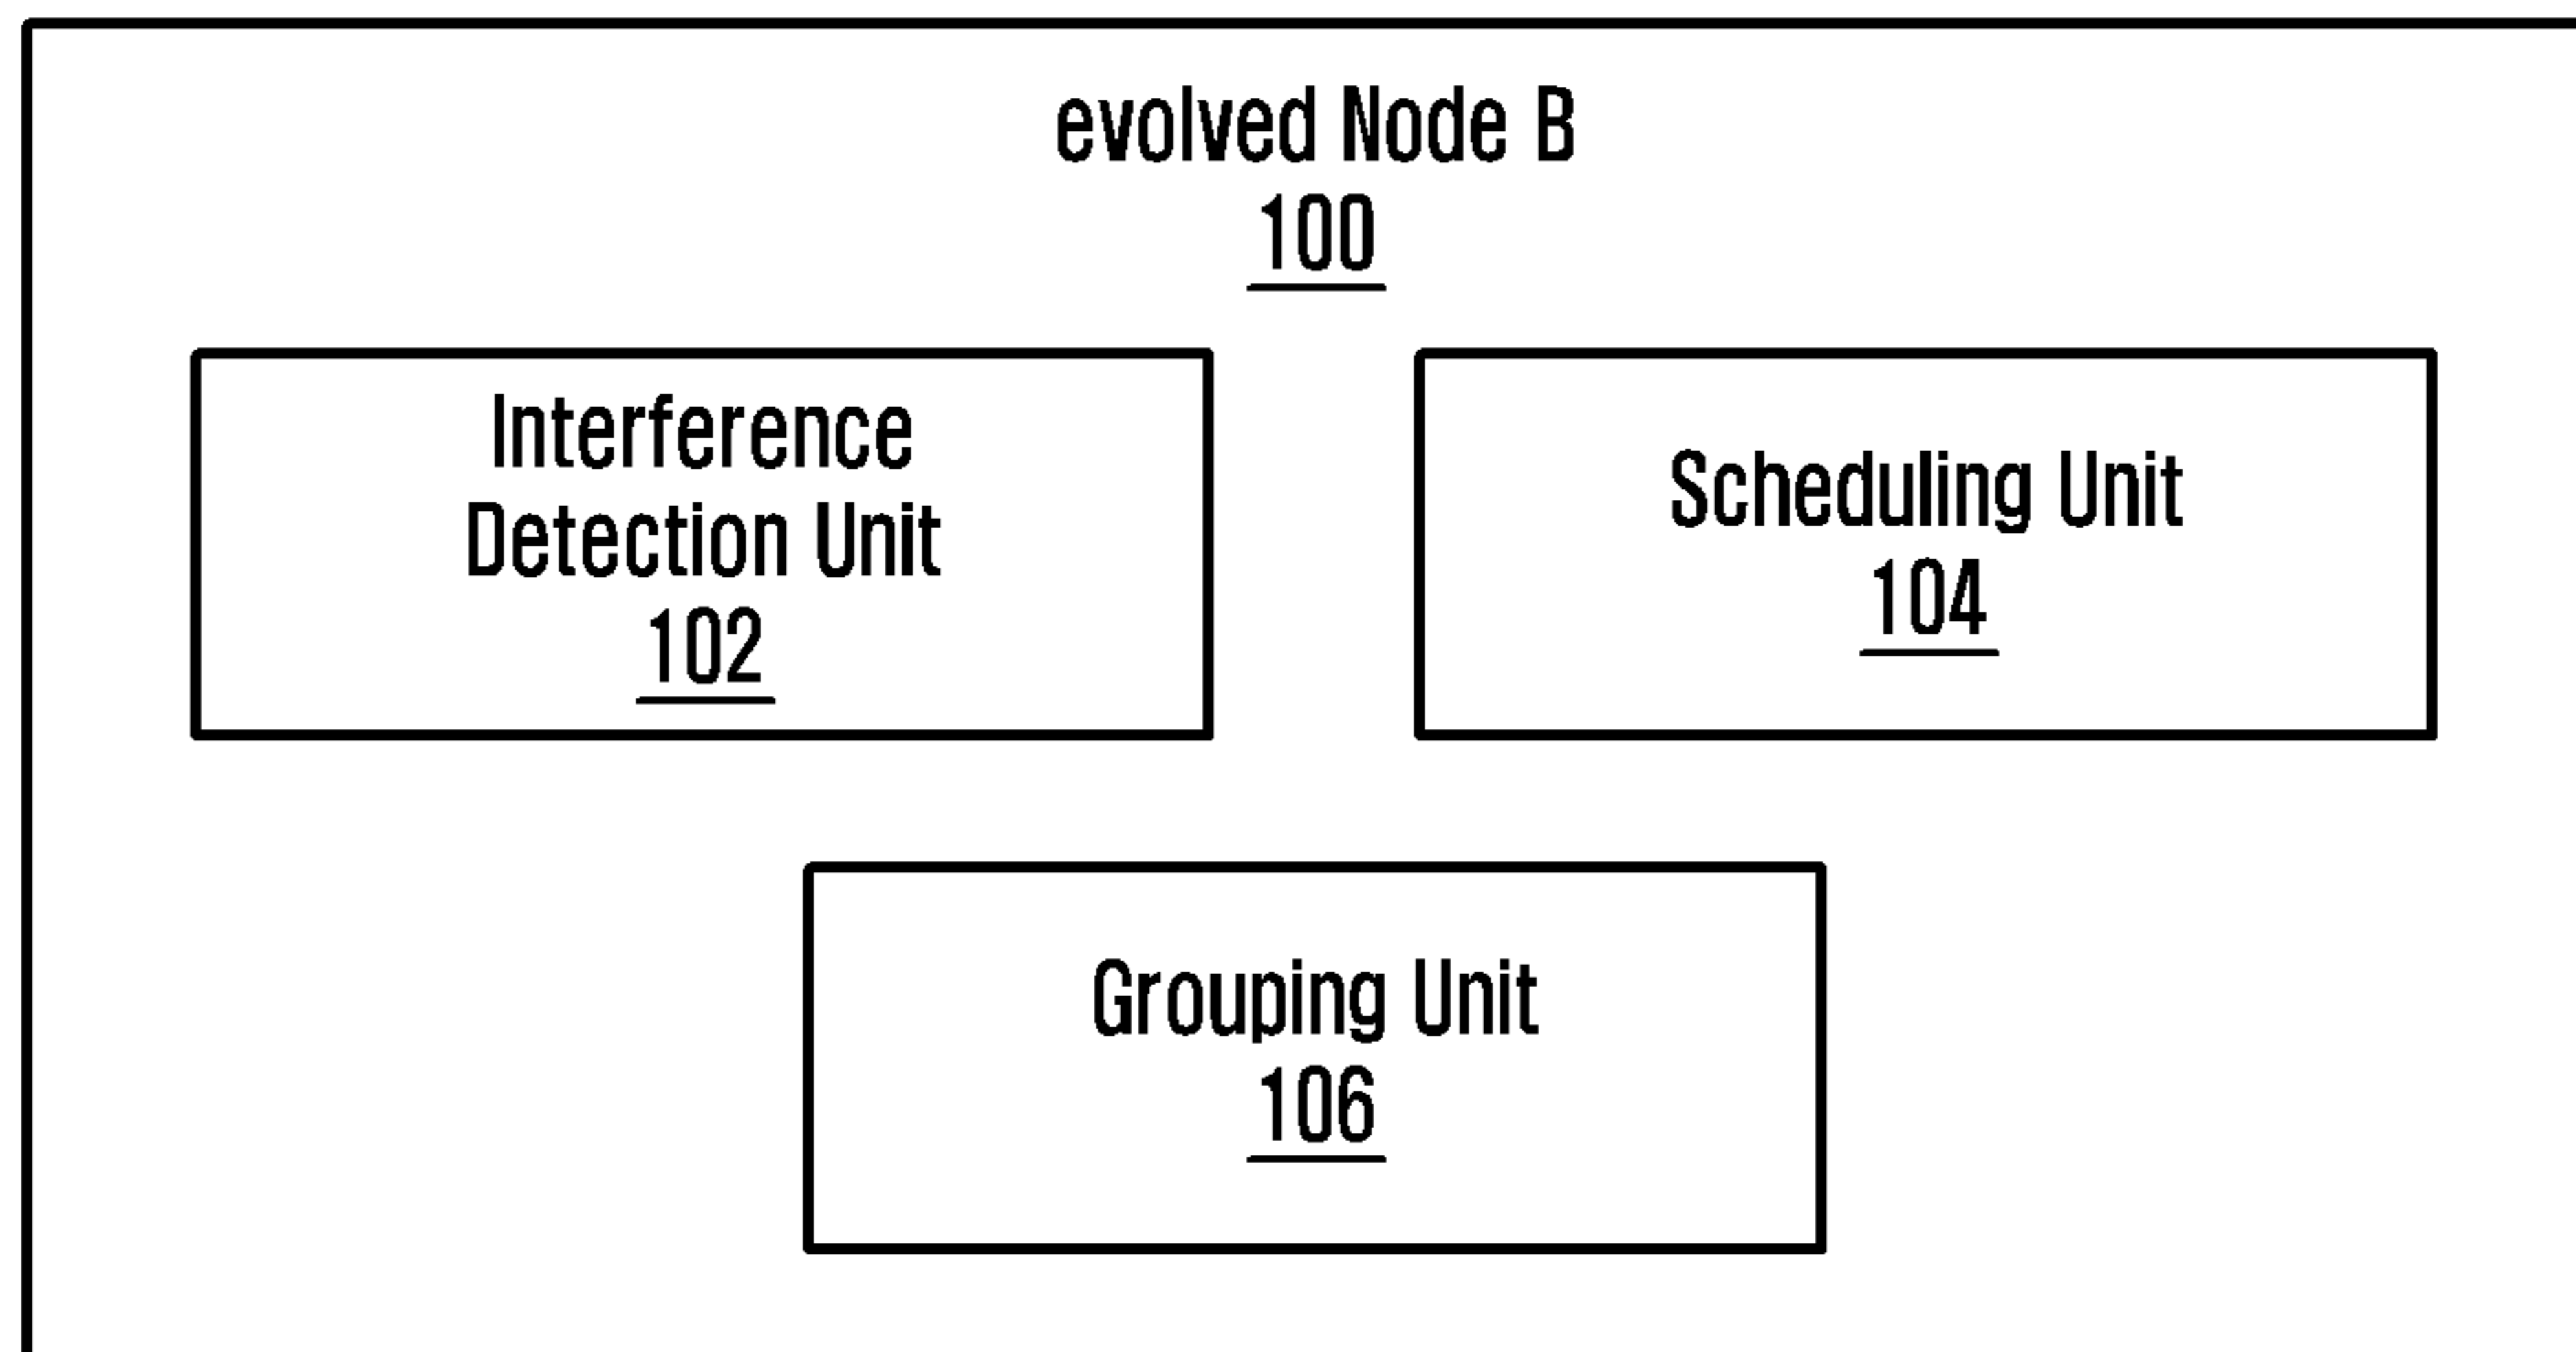 evolved Node B
100
Interference
Detection Unit
102
Scheduling Unit
104
Grouping Unit
106